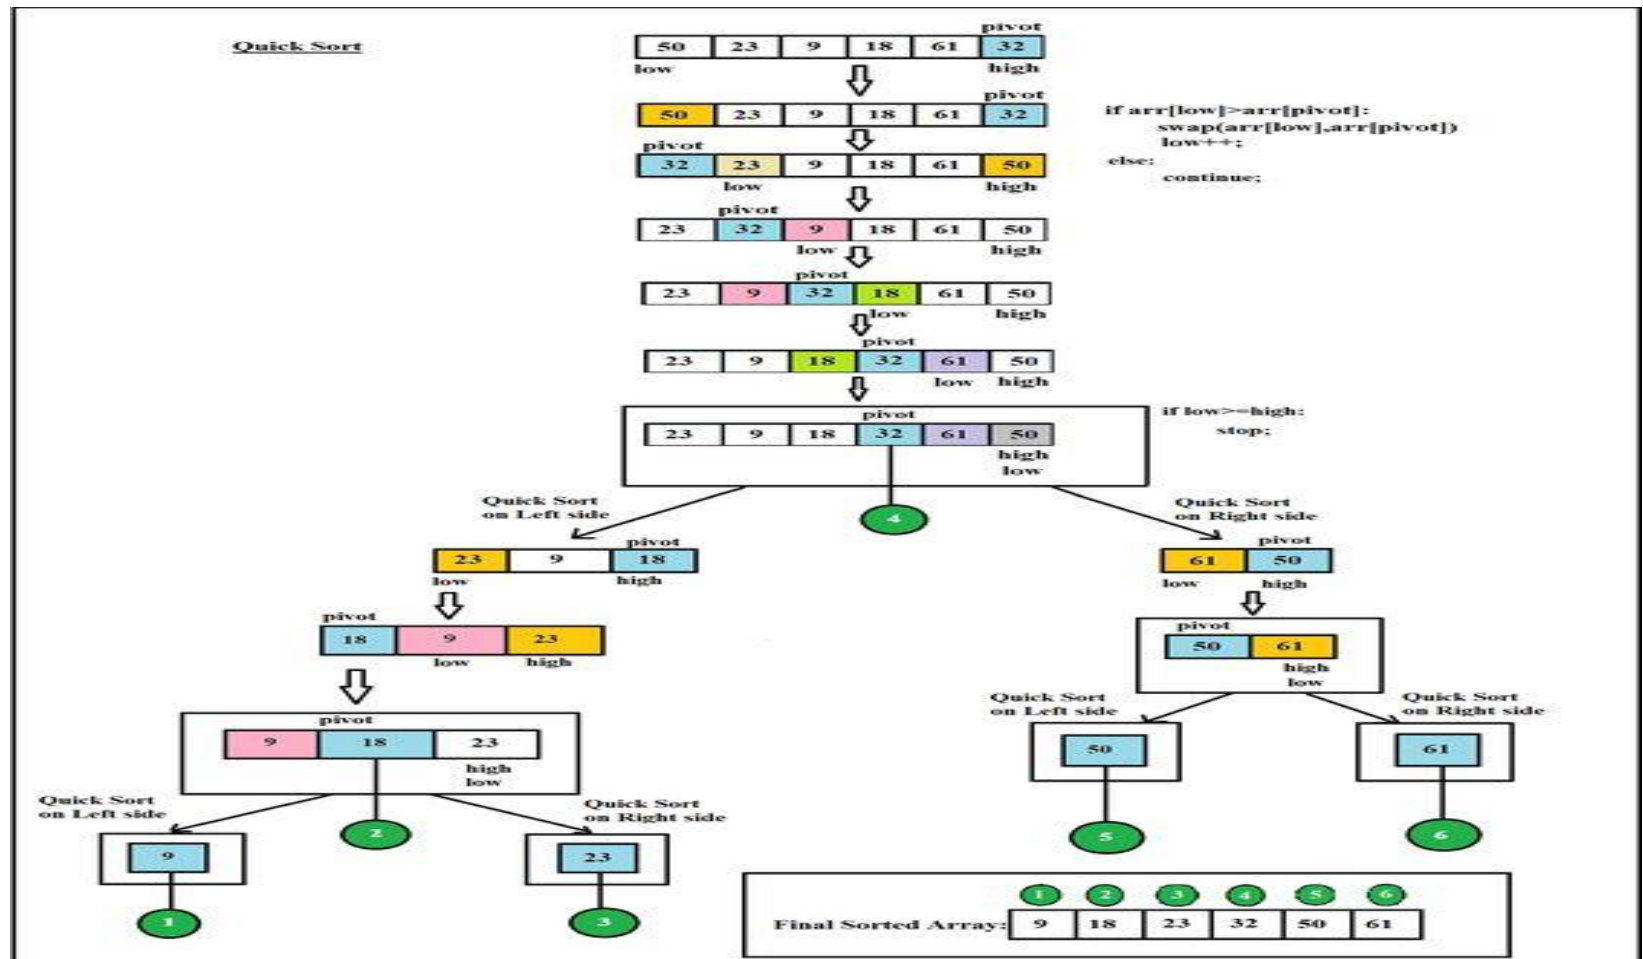 Quick Sort
pivot
50 23 9 18 61 32
low high
pivot
50 23 9 18 61 32
if arr[low]>arr[pivot]:
swap(arr[low],arr[pivot])
low++;
else:
continue;
pivot
32 23 9 18 61 50
low high
pivot
23 32 9 18 61 50
low high
pivot
23 9 32 18 61 50
low high
pivot
23 9 18 32 61 50
low high
pivot
23 9 18 32 61 50
high
low
if low>=high:
stop;
4
Quick Sort
on Left side
pivot
23 9 18
low high
pivot
18 9 23
low high
pivot
9 18 23
high
low
Quick Sort
on Left side
9
1
2
Quick Sort
on Right side
23
3
Quick Sort
on Right side
pivot
61 50
low high
pivot
50 61
high
low
Quick Sort
on Left side
50
5
Quick Sort
on Right side
61
6
1 2 3 4 5 6
Final Sorted Array: 9 18 23 32 50 61